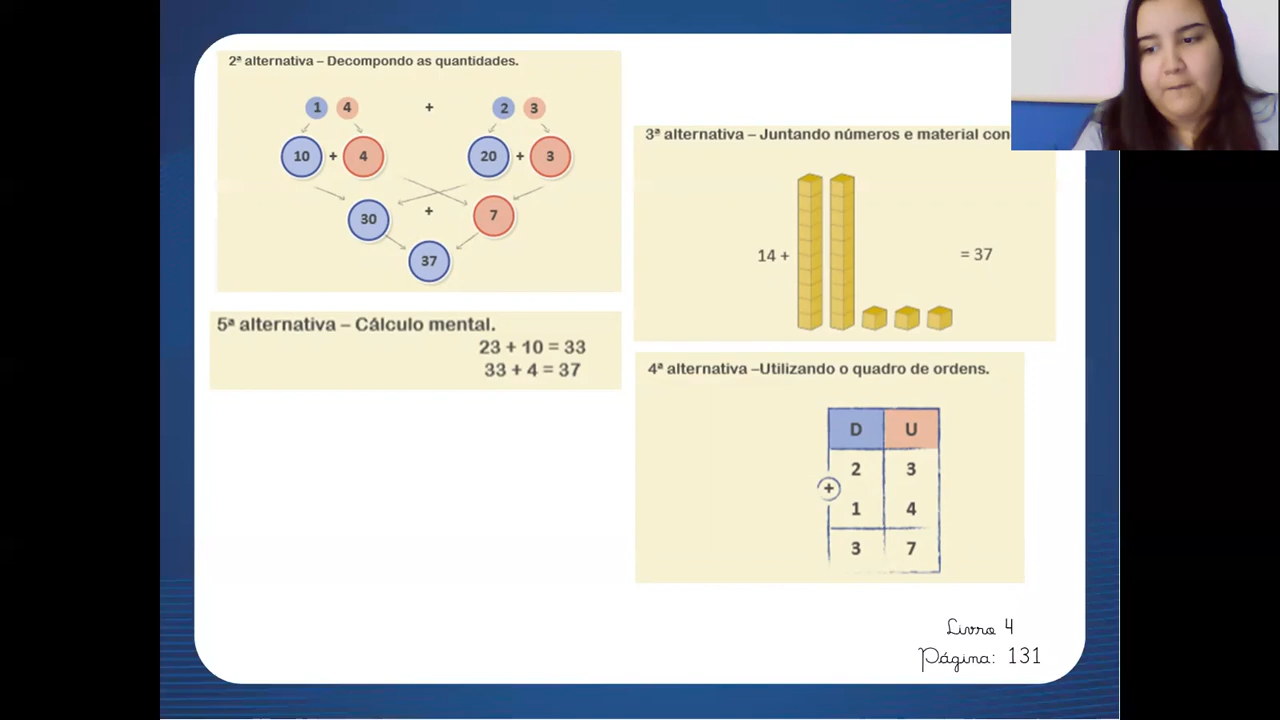 2ª alternativa – Decompondo as quantidades.
1 4 + 2 3
10 + 4 20 + 3
30 + 7
37
3ª alternativa – Juntando números e material
14 + = 37
5ª alternativa – Cálculo mental.
23 + 10 = 33
33 + 4 = 37
4ª alternativa –Utilizando o quadro de ordens.
D U
2 3
+
1 4
3 7
Livro 4
Página: 131